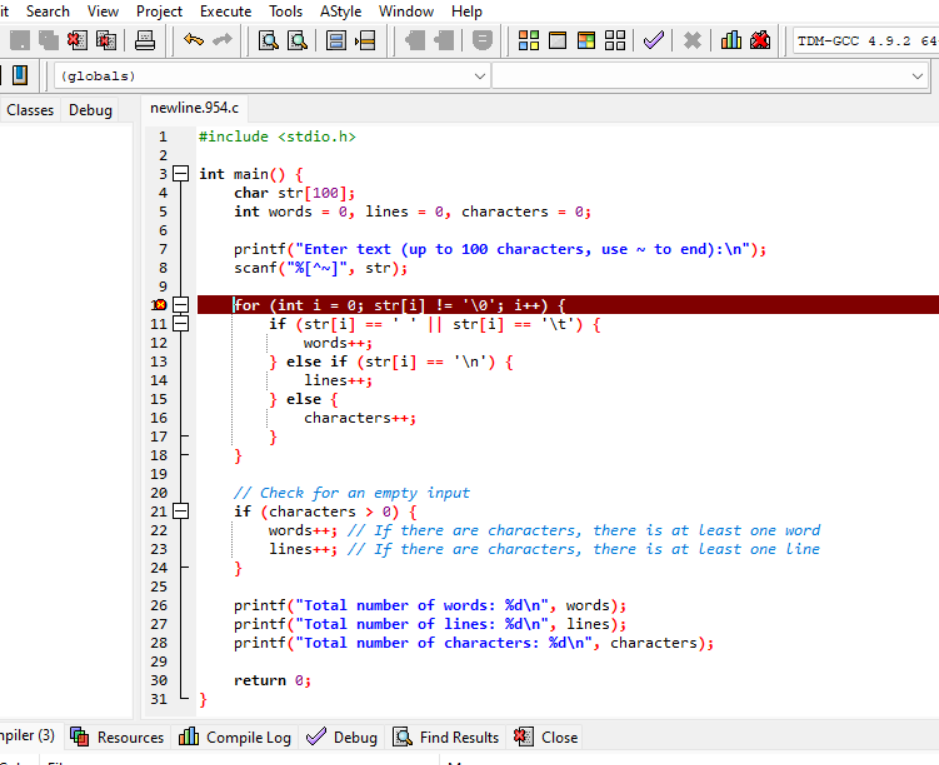 it Search View Project Execute Tools AStyle Window Help
TDM-GCC 4.9.2 64
(globals)
Classes Debug newline.954.c
1 #include <stdio.h>
2
3 int main() {
4 char str[100];
5 int words = 0, lines = 0, characters = 0;
6
7 printf("Enter text (up to 100 characters, use ~ to end):\n");
8 scanf("%[^~]", str);
9
for (int i = 0; str[i] != '\0'; i++) {
11 if (str[i] == ' ' || str[i] == '\t') {
12 words++;
13 } else if (str[i] == '\n') {
14 lines++;
15 } else {
16 characters++;
17 }
18 }
19
20 // Check for an empty input
21 if (characters > 0) {
22 words++; // If there are characters, there is at least one word
23 lines++; // If there are characters, there is at least one line
24 }
25
26 printf("Total number of words: %d\n", words);
27 printf("Total number of lines: %d\n", lines);
28 printf("Total number of characters: %d\n", characters);
29
30 return 0;
31 }
mpiler (3) Resources Compile Log Debug Find Results Close